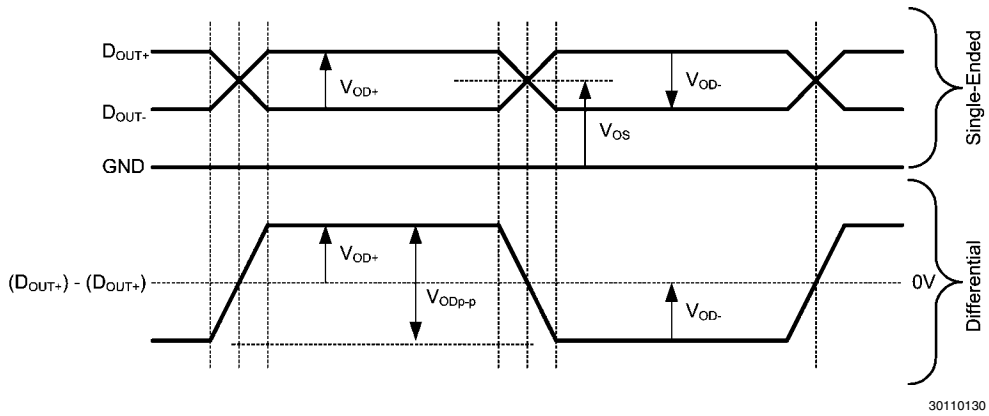 DOUT+
VOD+
VOD-
DOUT-
VOS
GND
Single-Ended
VOD+
(DOUT+) - (DOUT+)
0V
VODp-p
VOD-
Differential
30110130